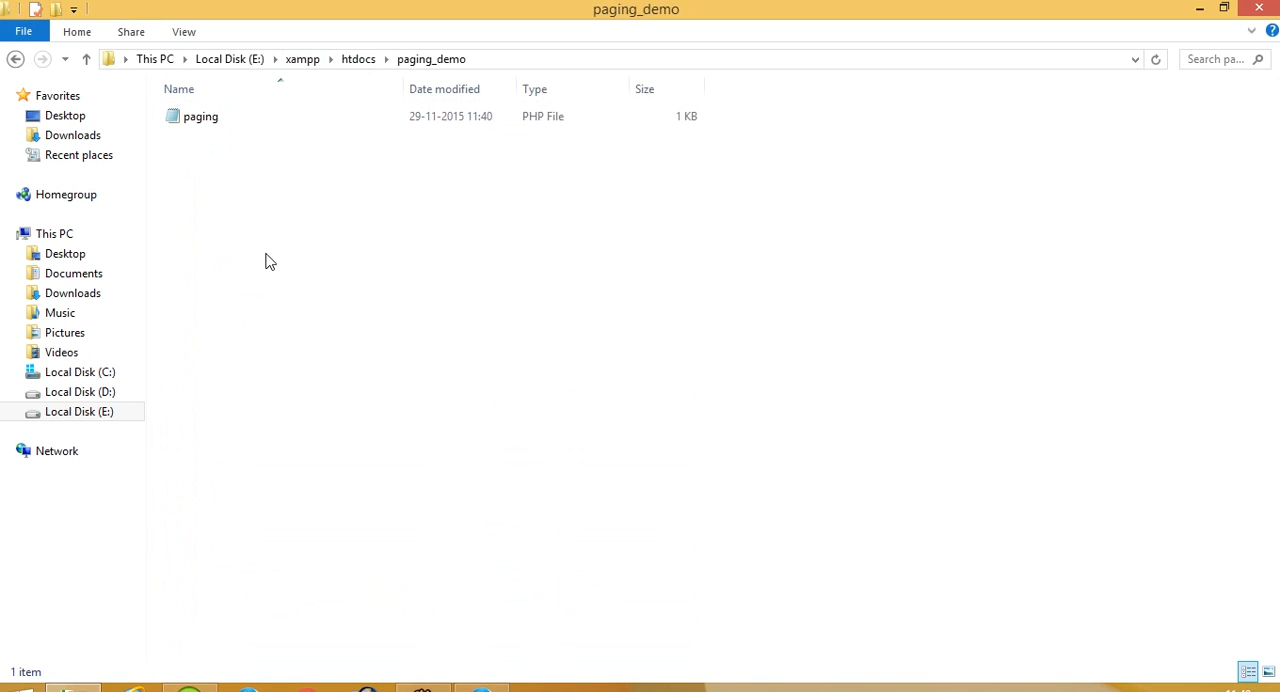 paging_demo
File Home Share View
This PC Local Disk (E:) xampp htdocs paging_demo Search pa...
Name Date modified Type Size
paging 29-11-2015 11:40 PHP File 1 KB
Favorites
Desktop
Downloads
Recent places
Homegroup
This PC
Desktop
Documents
Downloads
Music
Pictures
Videos
Local Disk (C:)
Local Disk (D:)
Local Disk (E:)
Network
1 item